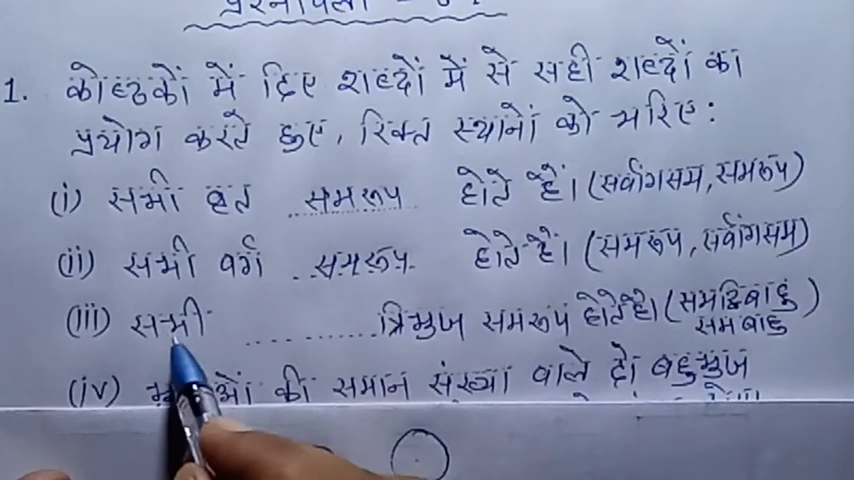 1. कोष्ठकों में दिए शब्दों में से सही शब्दों का
प्रयोग करते हुए, रिक्त स्थानों को भरिए :
(i) सभी वृत समरूप होते हैं। (सर्वांगसम, समरूप)
(ii) सभी वर्ग समरूप होते हैं। (समरूप, सर्वांगसम)
(iii) सभी ............ त्रिभुज समरूप होते है। (समद्विबाहु
समबाहु)
(iv) की समान संख्या वाले दो बहुभुज